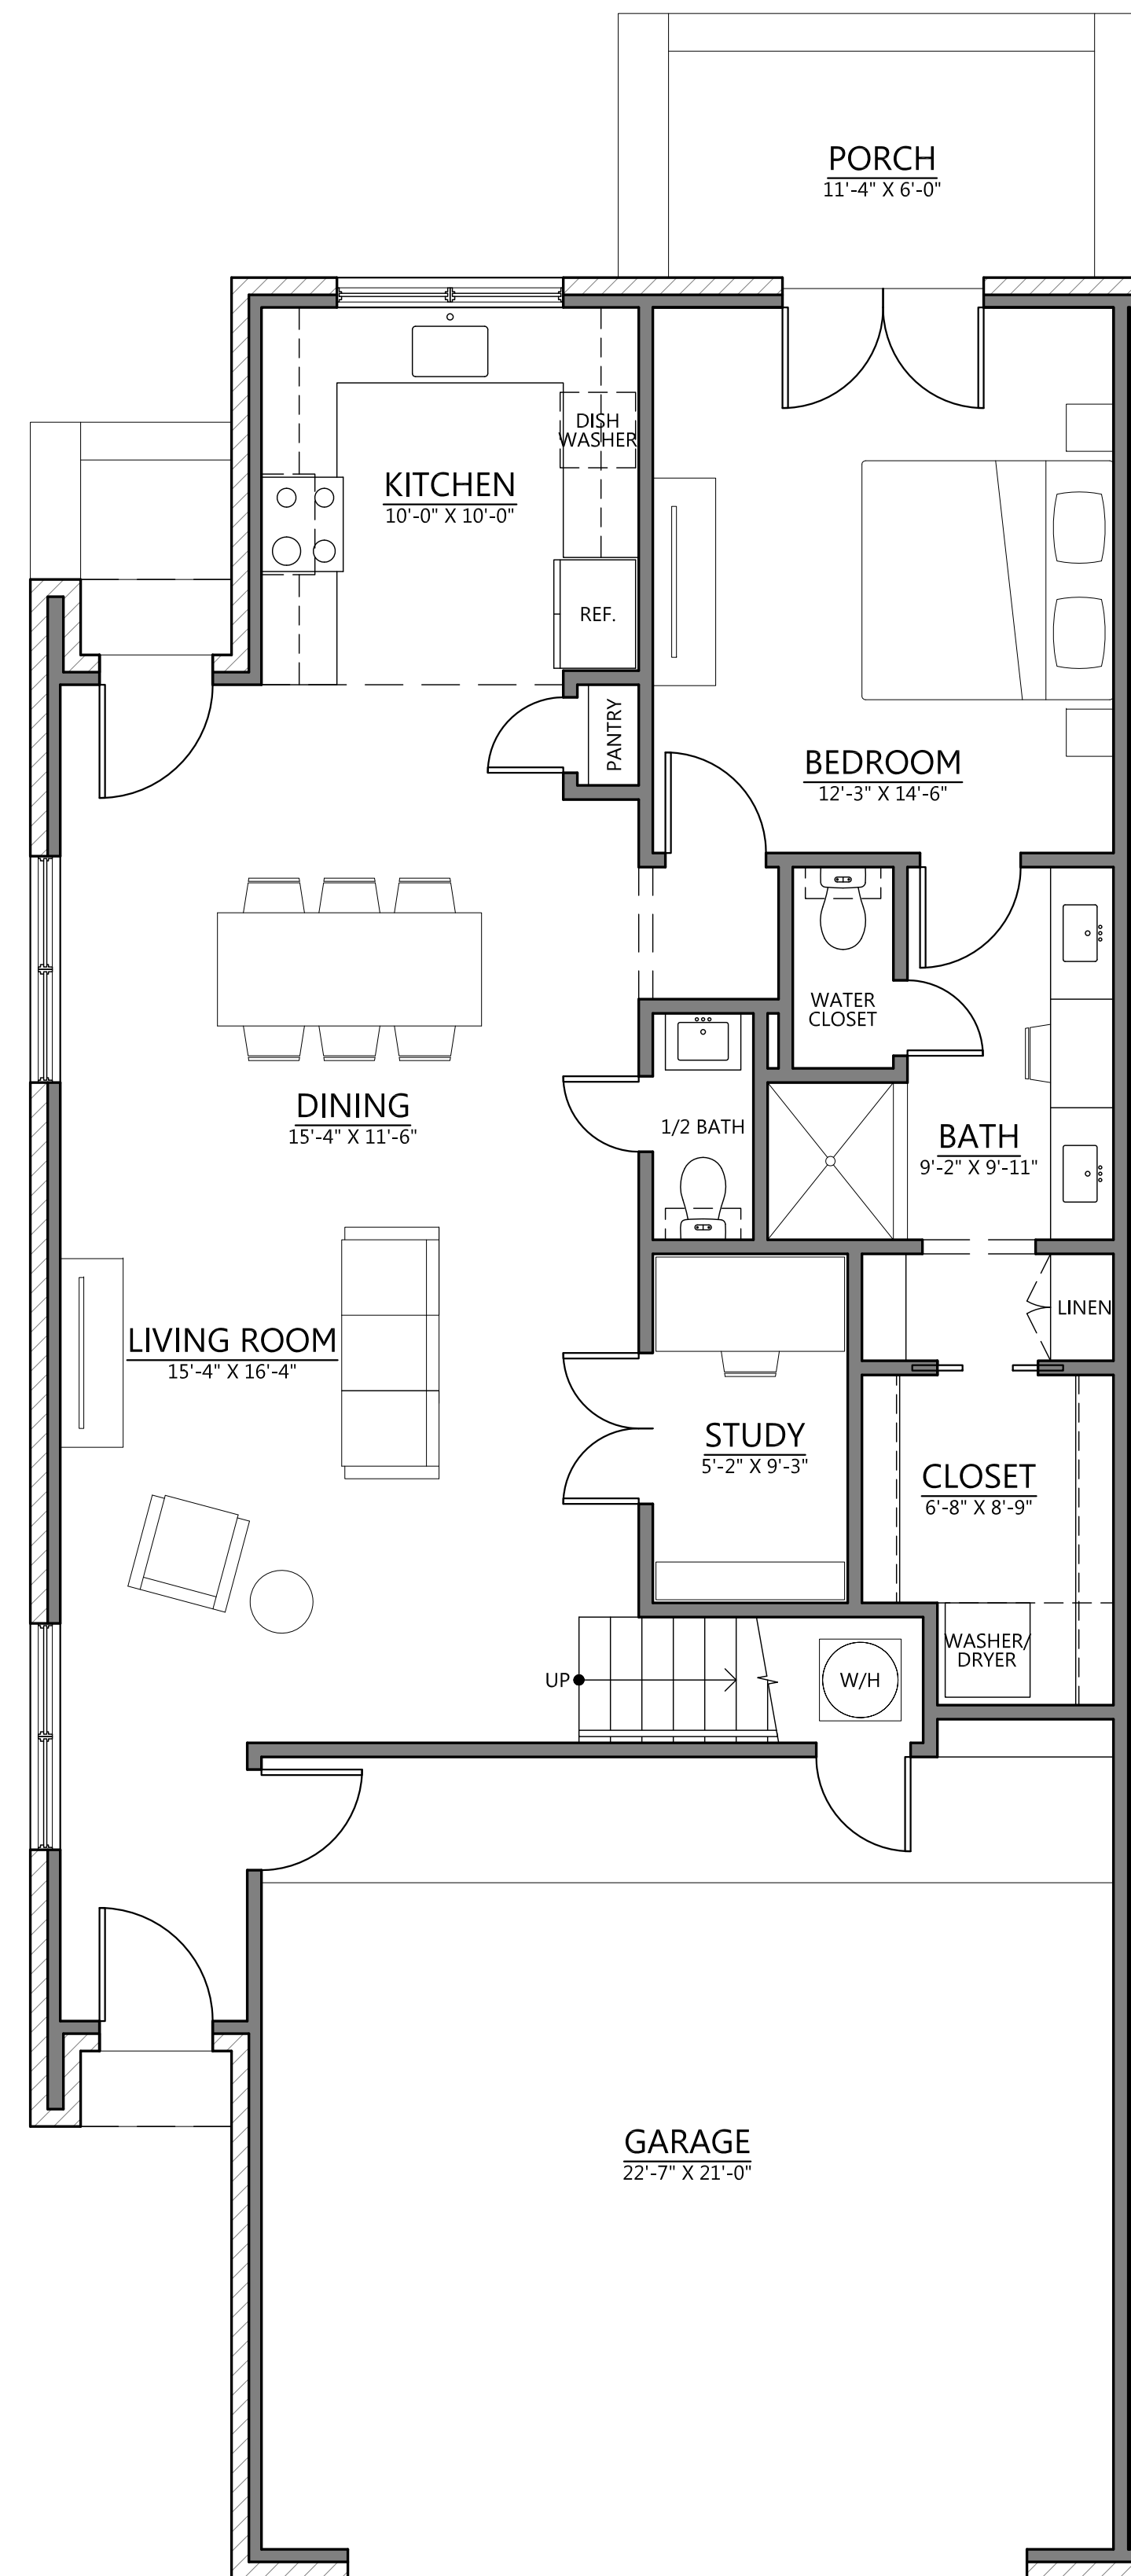 PORCH
11'-4" X 6'-0"
DISH
WASHER
KITCHEN
10'-0" X 10'-0"
REF.
PANTRY
BEDROOM
12'-3" X 14'-6"
WATER
CLOSET
DINING
15'-4" X 11'-6"
1/2 BATH
BATH
9'-2" X 9'-11"
LINEN
LIVING ROOM
15'-4" X 16'-4"
STUDY
5'-2" X 9'-3"
CLOSET
6'-8" X 8'-9"
WASHER/
DRYER
UP
W/H
GARAGE
22'-7" X 21'-0"